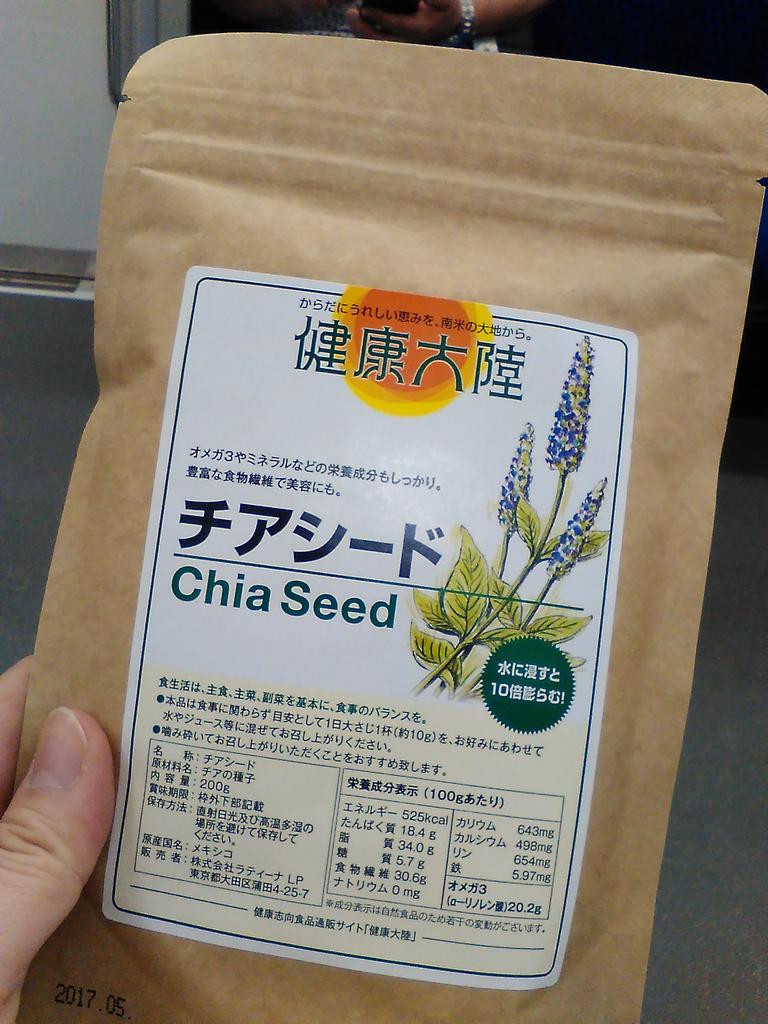 からだにうれしい恵みを、南米の大地から。
健康大陸
オメガ3やミネラルなどの栄養成分もしっかり。
豊富な食物繊維で美容にも。
チアシード
Chia Seed
水に浸すと
10倍膨らむ!
食生活は、主食、主菜、副菜を基本に、食事のバランスを。
●本品は食事に関わらず目安として1日大さじ1杯(約10g)を、お好みにあわせて
水やジュース等に混ぜてお召し上がりください。
●噛み砕いてお召し上がりいただくことをおすすめ致します。
名称:チアシード
原材料名:チアの種子
内容量:200g
賞味期限:枠外下部記載
保存方法:直射日光及び高温多湿の
場所を避けて保存して
ください。
原産国名:メキシコ
販売者:株式会社ラティーナ LP
東京都大田区蒲田4-25-7
栄養成分表示(100gあたり)
エネルギー 525kcal
たんぱく質 18.4g
脂質 34.0g
糖質 5.7g
食物繊維 30.6g
ナトリウム 0mg
カリウム 643mg
カルシウム 498mg
リン 654mg
鉄 5.97mg
オメガ3
(α-リノレン酸)20.2g
※成分表示は自然食品のため若干の変動がございます。
健康志向食品通販サイト「健康大陸」
2017.05.